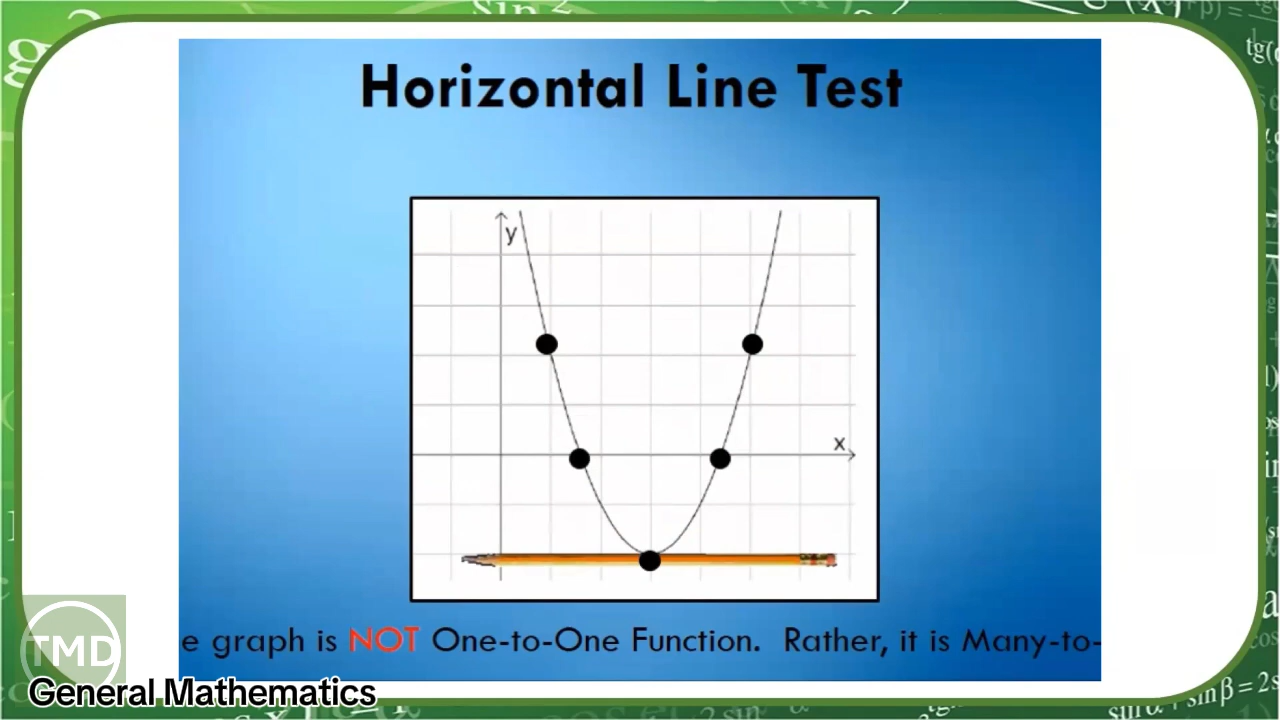 Horizontal Line Test
y
x
e graph is NOT One-to-One Function. Rather, it is Many-to-
TMD
General Mathematics